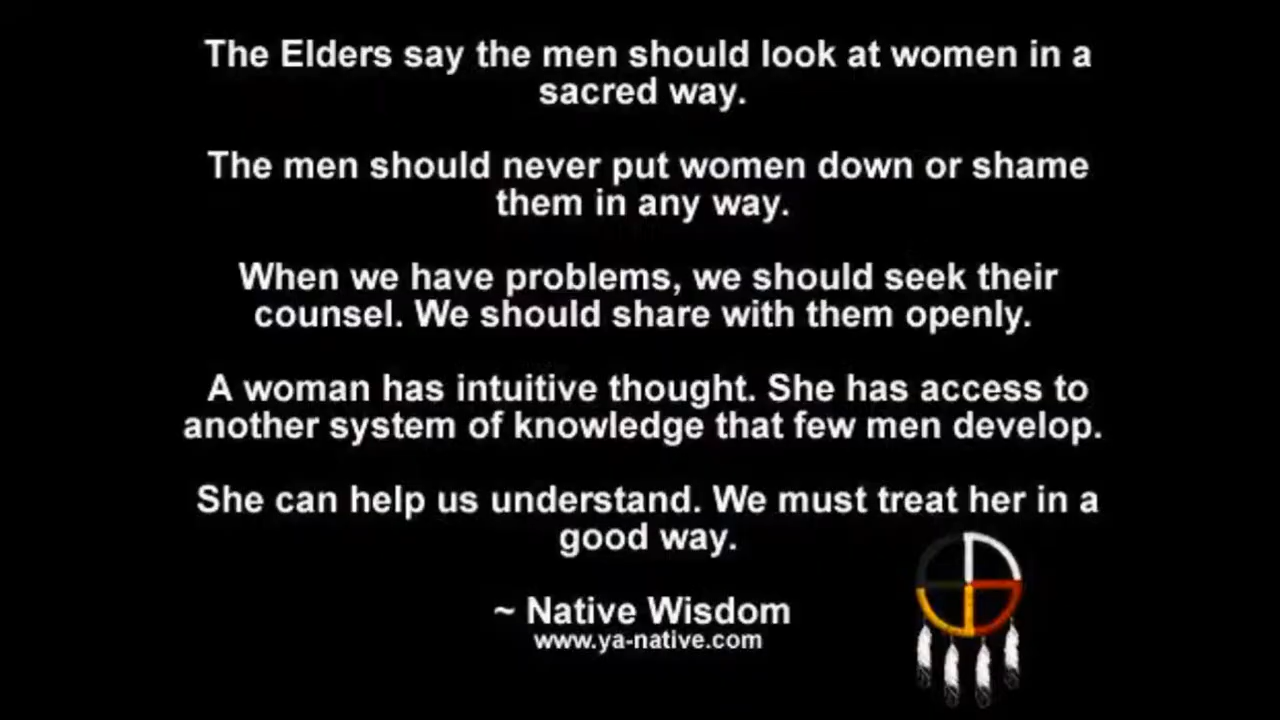 The Elders say the men should look at women in a
sacred way.
The men should never put women down or shame
them in any way.
When we have problems, we should seek their
counsel. We should share with them openly.
A woman has intuitive thought. She has access to
another system of knowledge that few men develop.
She can help us understand. We must treat her in a
good way.
~ Native Wisdom
www.ya-native.com